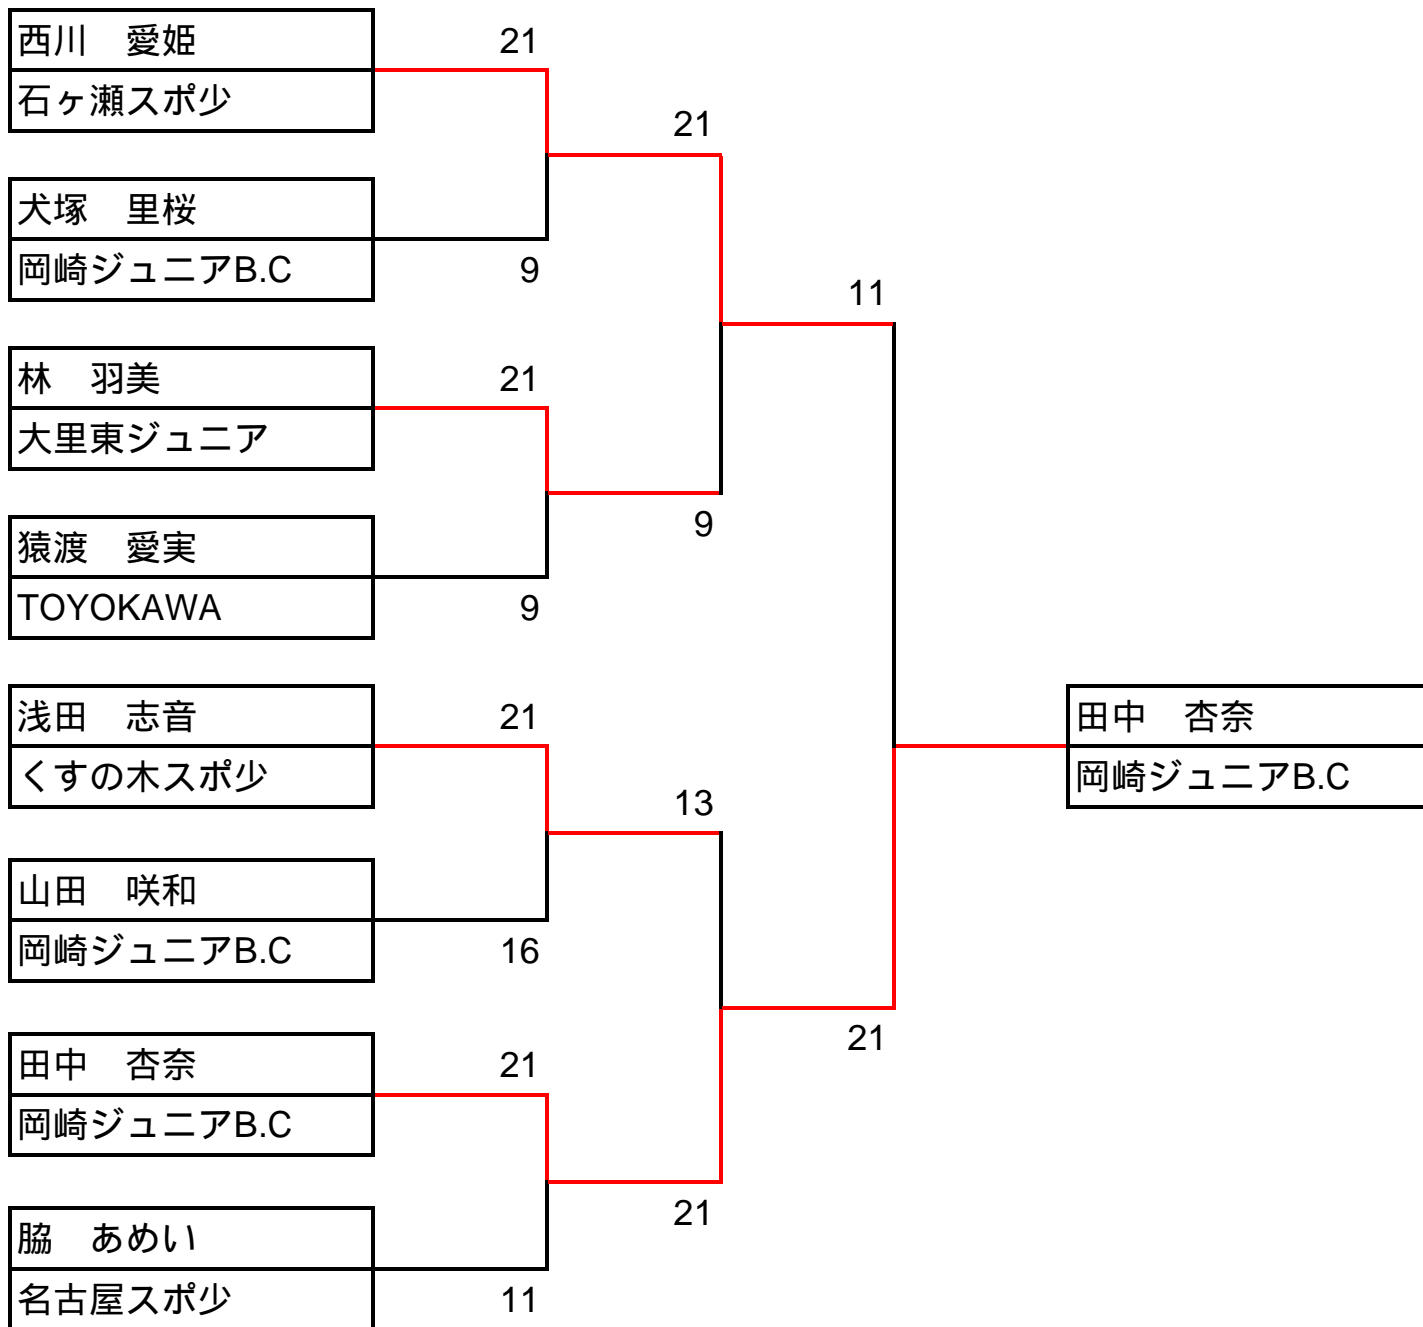 西川　愛姫
21
石ヶ瀬スポ少
21
犬塚　里桜
岡崎ジュニアB.C
9
11
林　羽美
21
大里東ジュニア
9
猿渡　愛実
TOYOKAWA
9
浅田　志音
21
田中　杏奈
くすの木スポ少
岡崎ジュニアB.C
13
山田　咲和
岡崎ジュニアB.C
16
21
田中　杏奈
21
岡崎ジュニアB.C
21
脇　あめい
名古屋スポ少
11